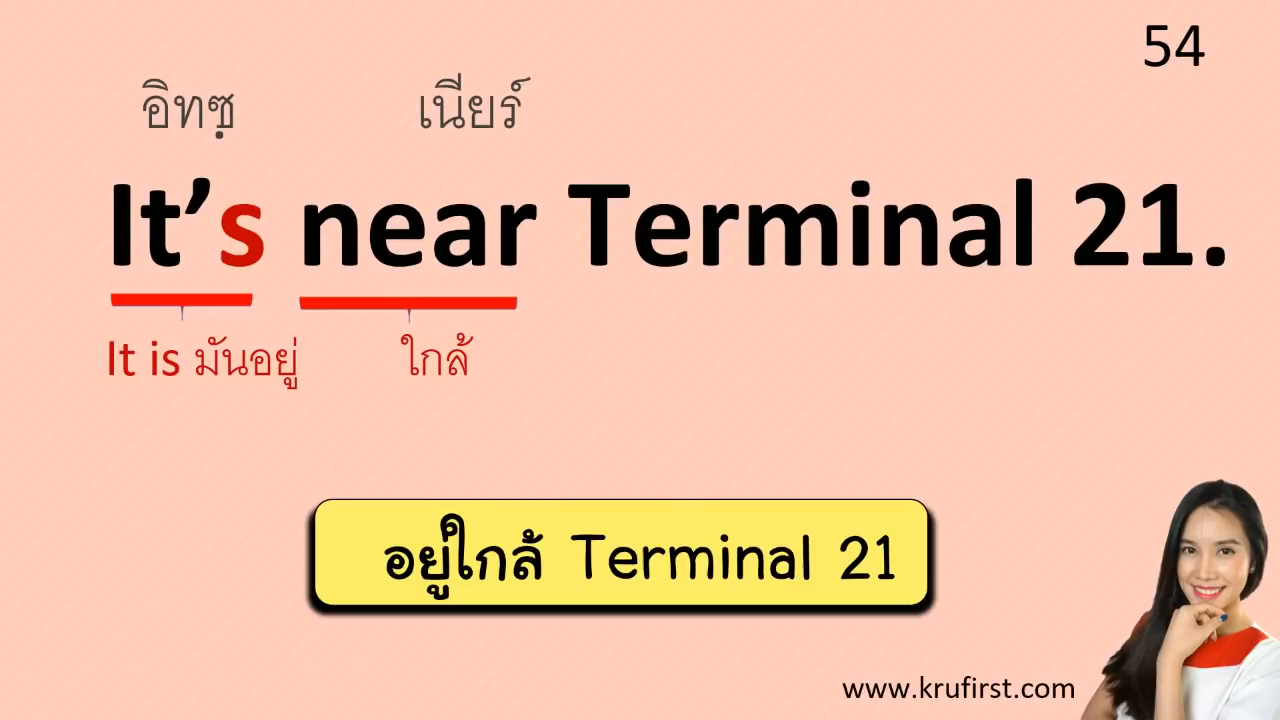 54
อิทซฺ เนียร์
It’s near Terminal 21.
It is มันอยู่ ใกล้
อยู่ใกล้ Terminal 21
www.krufirst.com